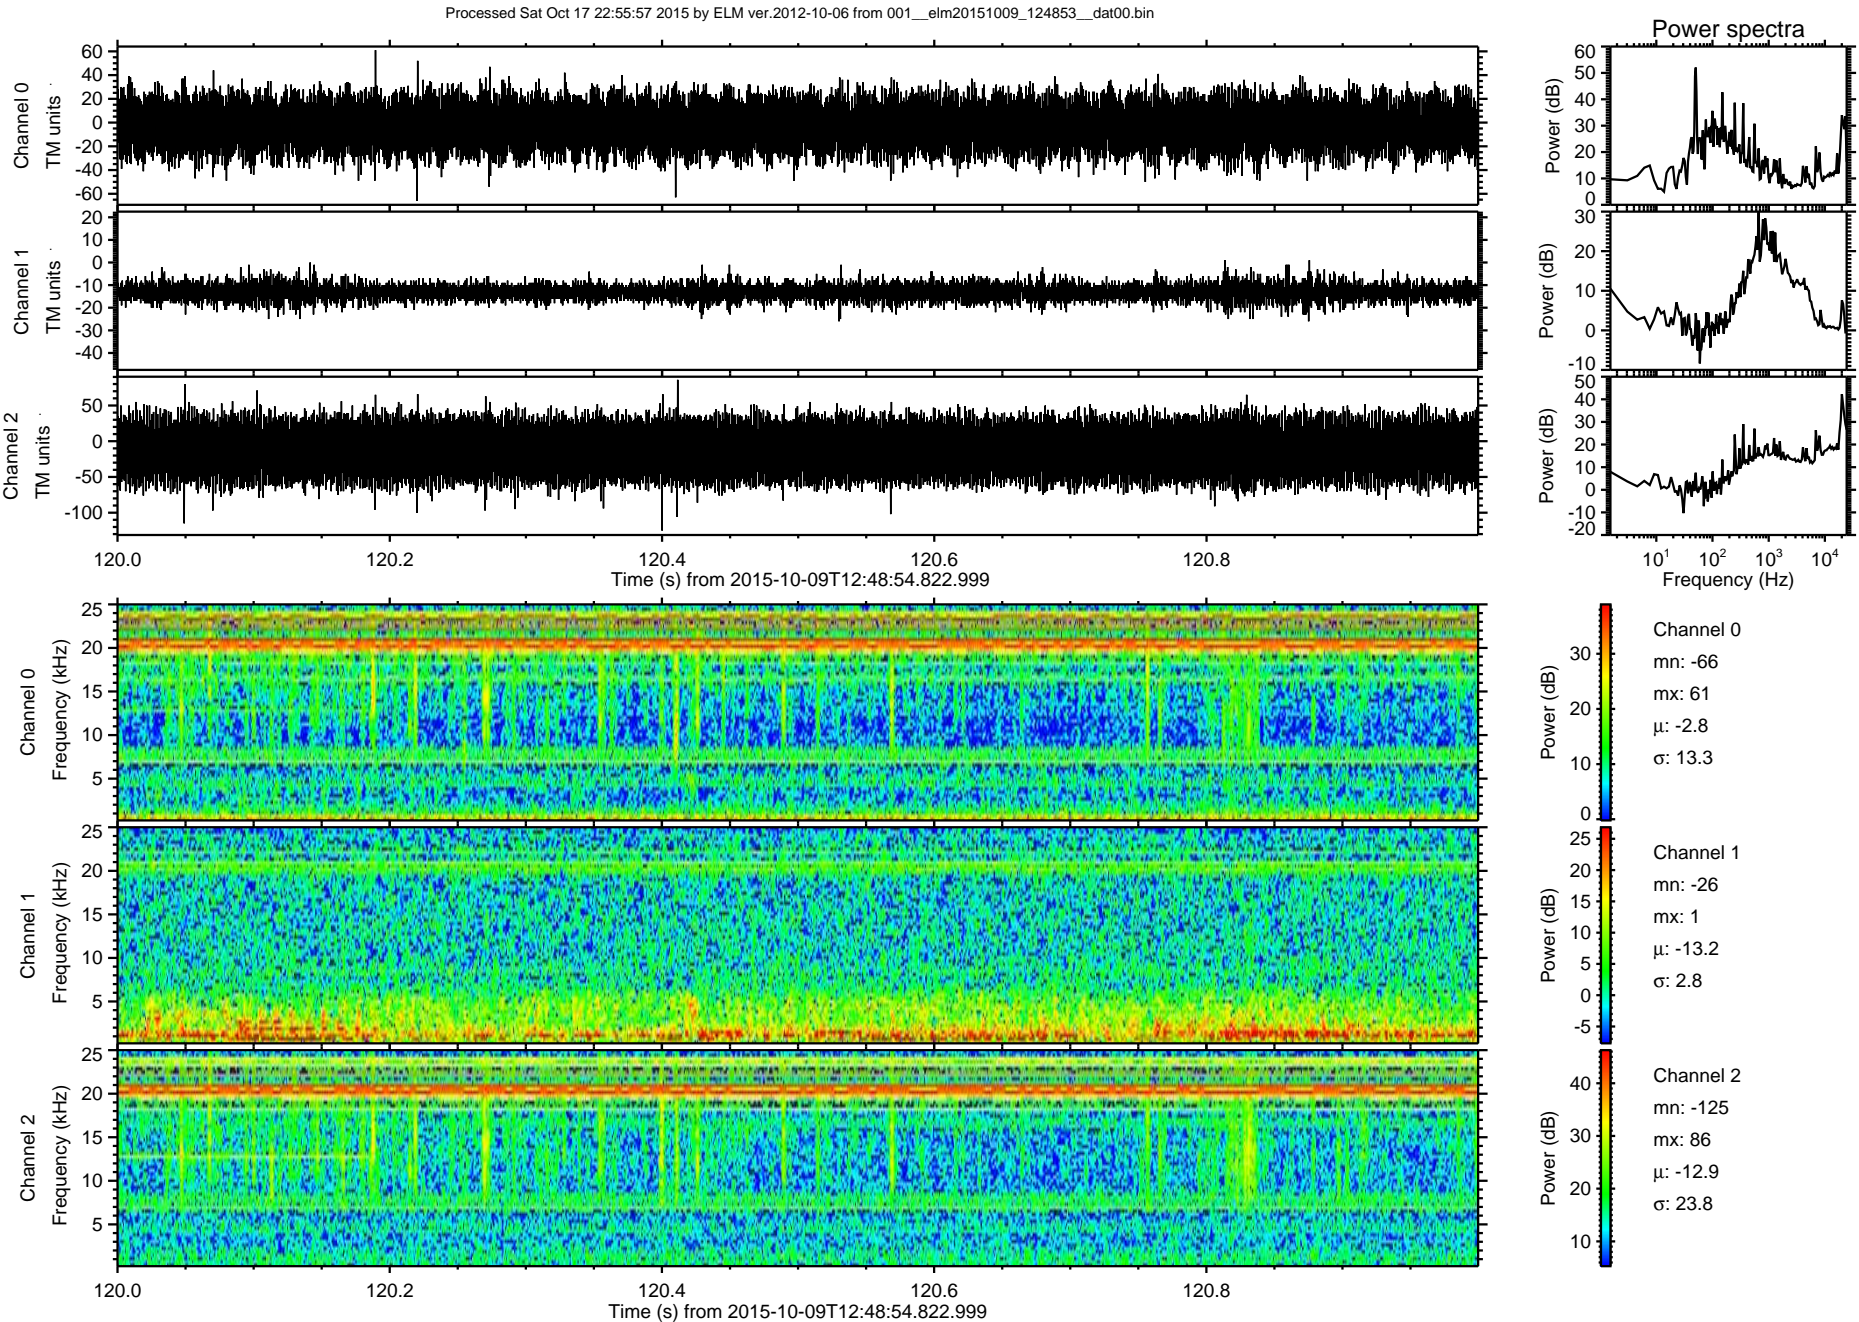 Processed Sat Oct 17 22:55:57 2015 by ELM ver.2012-10-06 from 001__elm20151009_124853__dat00.bin
Power spectra
Channel 0
TM units
60
40
20
0
-20
-40
-60
Power (dB)
60
50
40
30
20
10
0
Channel 1
TM units
20
10
0
-10
-20
-30
-40
Power (dB)
30
20
10
0
-10
Channel 2
TM units
50
0
-50
-100
Power (dB)
50
40
30
20
10
0
-10
-20
120.0 120.2 120.4 120.6 120.8
Time (s) from 2015-10-09T12:48:54.822.999
10¹ 10² 10³ 10⁴
Frequency (Hz)
Channel 0
Frequency (kHz)
25
20
15
10
5
Power (dB)
30
20
10
0
Channel 0
mn: -66
mx: 61
μ: -2.8
σ: 13.3
Channel 1
Frequency (kHz)
25
20
15
10
5
Power (dB)
25
20
15
10
5
0
-5
Channel 1
mn: -26
mx: 1
μ: -13.2
σ: 2.8
Channel 2
Frequency (kHz)
25
20
15
10
5
Power (dB)
40
30
20
10
Channel 2
mn: -125
mx: 86
μ: -12.9
σ: 23.8
120.0 120.2 120.4 120.6 120.8
Time (s) from 2015-10-09T12:48:54.822.999